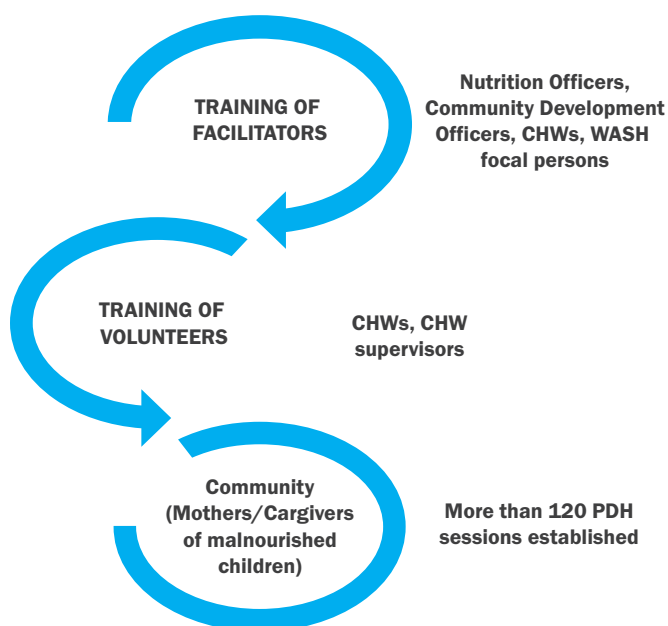 TRAINING OF
FACILITATORS
Nutrition Officers,
Community Development
Officers, CHWs, WASH
focal persons
TRAINING OF
VOLUNTEERS
CHWs, CHW
supervisors
Community
(Mothers/Cargivers
of malnourished
children)
More than 120 PDH
sessions established